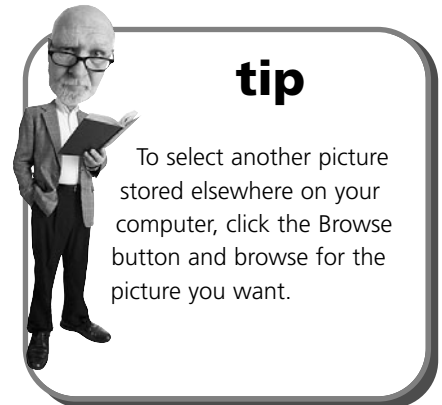 tip
To select another picture
stored elsewhere on your
computer, click the Browse
button and browse for the
picture you want.